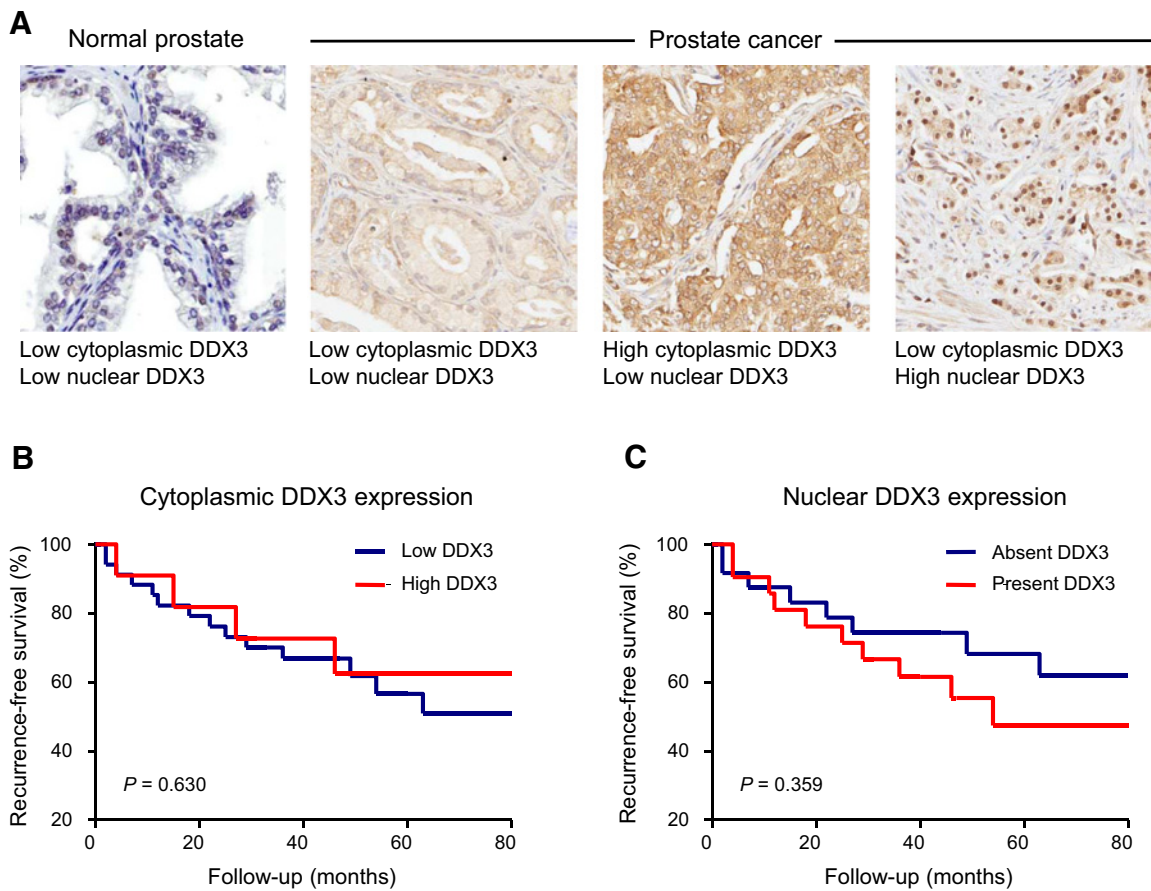 A
Normal prostate
Prostate cancer
Low cytoplasmic DDX3
Low nuclear DDX3
Low cytoplasmic DDX3
Low nuclear DDX3
High cytoplasmic DDX3
Low nuclear DDX3
Low cytoplasmic DDX3
High nuclear DDX3
B
Cytoplasmic DDX3 expression
Recurrence-free survival (%)
100
80
60
40
20
Low DDX3
High DDX3
P = 0.630
0
20
40
60
80
Follow-up (months)
C
Nuclear DDX3 expression
Recurrence-free survival (%)
100
80
60
40
20
Absent DDX3
Present DDX3
P = 0.359
0
20
40
60
80
Follow-up (months)